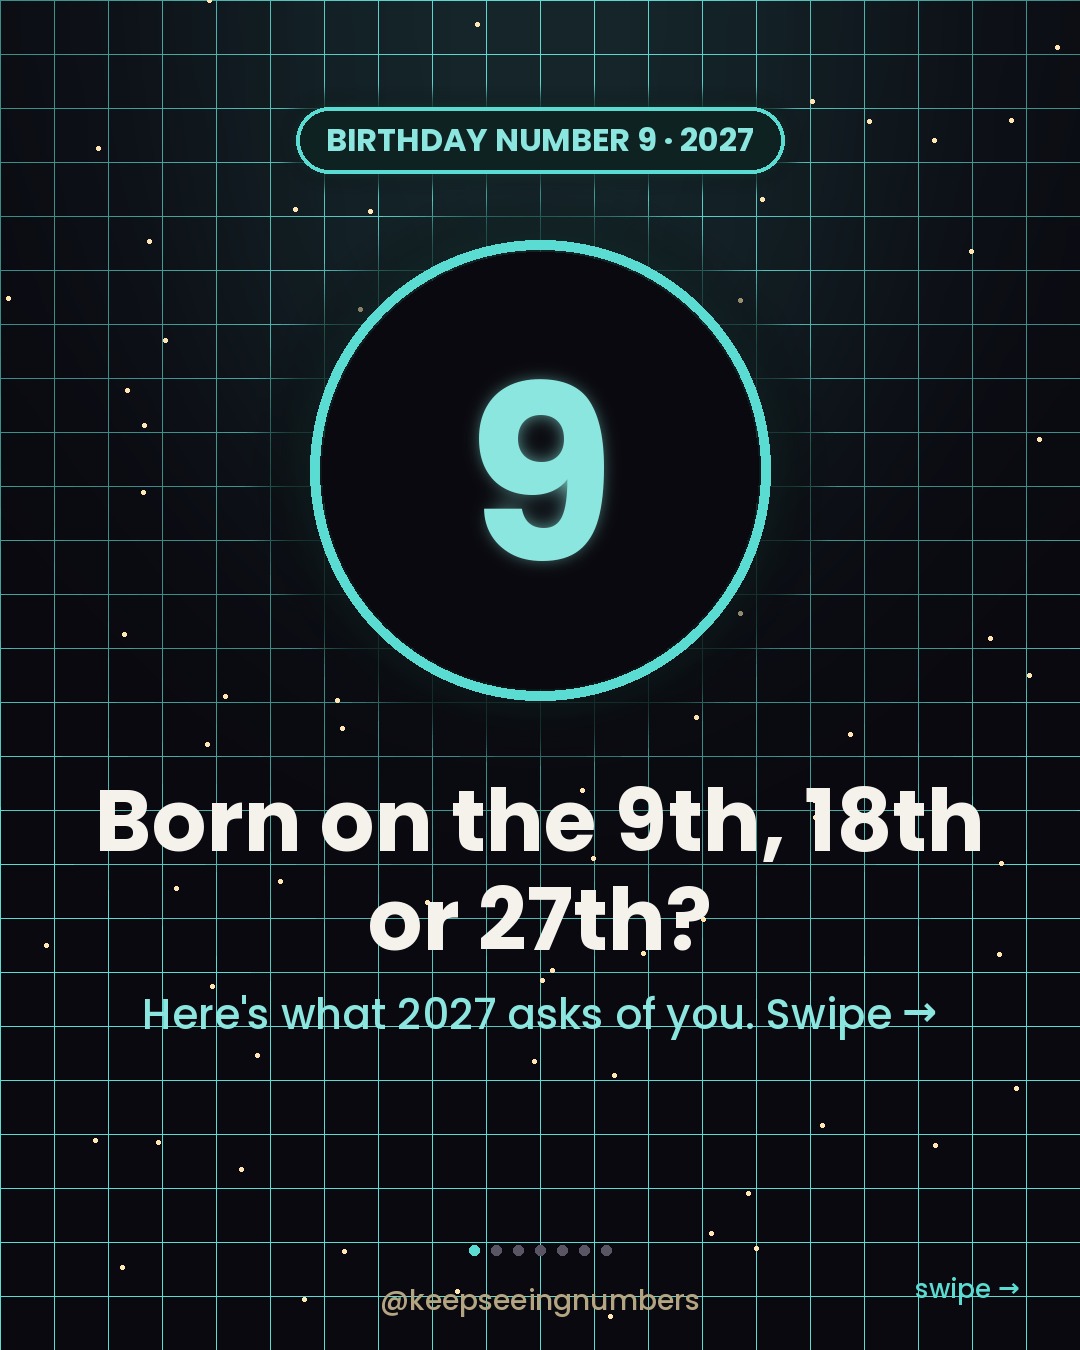 BIRTHDAY NUMBER 9 · 2027
9
Born on the 9th, 18th
or 27th?
Here's what 2027 asks of you. Swipe →
@keepseeingnumbers
swipe →